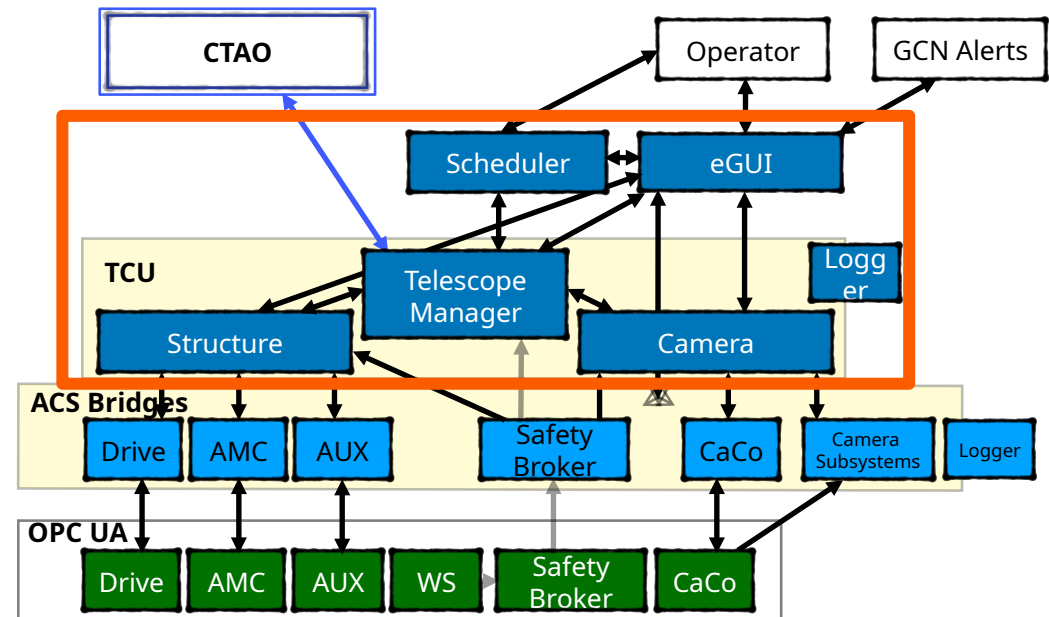 CTAO
Operator
GCN Alerts
Scheduler
eGUI
TCU
Telescope
Manager
Logg
er
Structure
Camera
ACS Bridges
Drive
AMC
AUX
Safety
Broker
CaCo
Camera
Subsystems
Logger
OPC UA
Drive
AMC
AUX
WS
Safety
Broker
CaCo